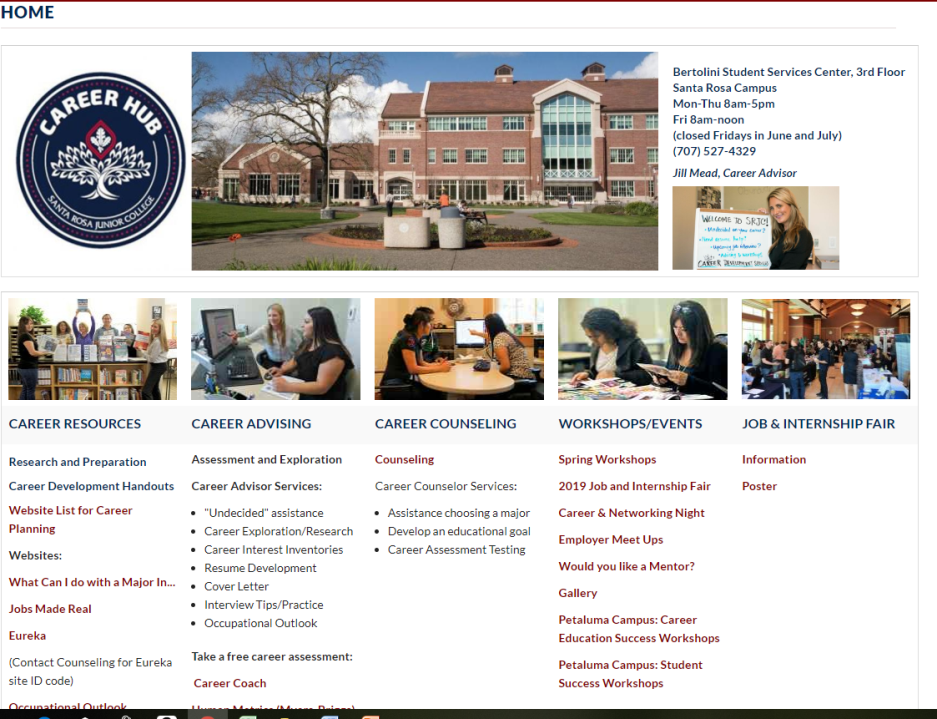 HOME
CAREER HUB
SANTA ROSA JUNIOR COLLEGE
Bertolini Student Services Center, 3rd Floor
Santa Rosa Campus
Mon-Thu 8am-5pm
Fri 8am-noon
(closed Fridays in June and July)
(707) 527-4329
Jill Mead, Career Advisor
WELCOME TO SRJC!
CAREER RESOURCES
Research and Preparation
Career Development Handouts
Website List for Career
Planning
Websites:
What Can I do with a Major In...
Jobs Made Real
Eureka
(Contact Counseling for Eureka
site ID code)
Occupational Outlook
CAREER ADVISING
Assessment and Exploration
Career Advisor Services:
• "Undecided" assistance
• Career Exploration/Research
• Career Interest Inventories
• Resume Development
• Cover Letter
• Interview Tips/Practice
• Occupational Outlook
Take a free career assessment:
Career Coach
Human Metrics (Myers-Briggs)
CAREER COUNSELING
Counseling
Career Counselor Services:
• Assistance choosing a major
• Develop an educational goal
• Career Assessment Testing
WORKSHOPS/EVENTS
Spring Workshops
2019 Job and Internship Fair
Career & Networking Night
Employer Meet Ups
Would you like a Mentor?
Gallery
Petaluma Campus: Career
Education Success Workshops
Petaluma Campus: Student
Success Workshops
JOB & INTERNSHIP FAIR
Information
Poster